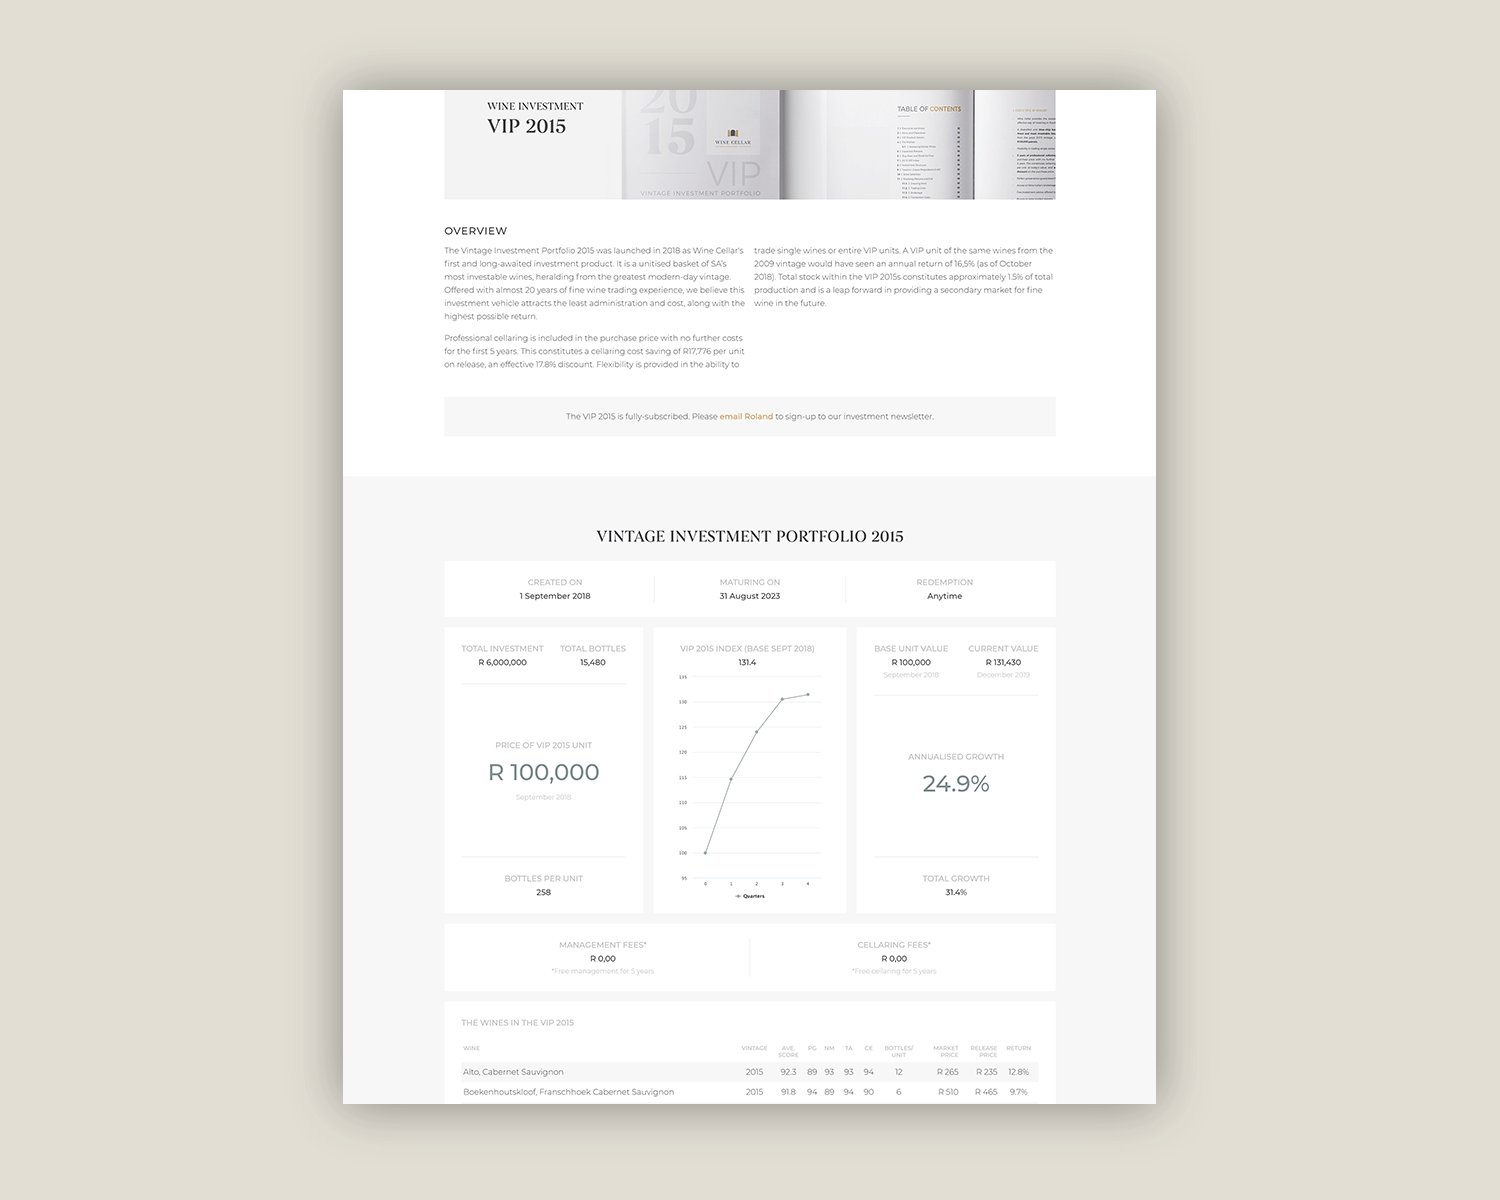 WINE INVESTMENT
VIP 2015
20
15
WINE CELLAR
VIP
VINTAGE INVESTMENT PORTFOLIO
TABLE OF CONTENTS
OVERVIEW
The Vintage Investment Portfolio 2015 was launched in 2018 as Wine Cellar's
first and long-awaited investment product. It is a unitised basket of SA's
most investable wines, heralding from the greatest modern-day vintage.
Offered with almost 20 years of fine wine trading experience, we believe this
investment vehicle attracts the least administration and cost, along with the
highest possible return.
Professional cellaring is included in the purchase price with no further costs
for the first 5 years. This constitutes a cellaring cost saving of R17,776 per unit
on release, an effective 17.8% discount. Flexibility is provided in the ability to
trade single wines or entire VIP units. A VIP unit of the same wines from the
2009 vintage would have seen an annual return of 16,5% (as of October
2018). Total stock within the VIP 2015s constitutes approximately 1.5% of total
production and is a leap forward in providing a secondary market for fine
wine in the future.
The VIP 2015 is fully-subscribed. Please email Roland to sign-up to our investment newsletter.
VINTAGE INVESTMENT PORTFOLIO 2015
CREATED ON
1 September 2018
MATURING ON
31 August 2023
REDEMPTION
Anytime
TOTAL INVESTMENT
R 6,000,000
TOTAL BOTTLES
15,480
PRICE OF VIP 2015 UNIT
R 100,000
September 2018
BOTTLES PER UNIT
258
VIP 2015 INDEX (BASE SEPT 2018)
131.4
135
130
125
120
115
110
105
100
95
0 1 2 3 4
Quarters
BASE UNIT VALUE
R 100,000
September 2018
CURRENT VALUE
R 131,430
December 2019
ANNUALISED GROWTH
24.9%
TOTAL GROWTH
31.4%
MANAGEMENT FEES*
R 0,00
*Free management for 5 years
CELLARING FEES*
R 0,00
*Free cellaring for 5 years
THE WINES IN THE VIP 2015
WINE VINTAGE AVE. SCORE PG NM TA CE BOTTLES/ UNIT MARKET PRICE RELEASE PRICE RETURN
Alto, Cabernet Sauvignon 2015 92.3 89 93 93 94 12 R 265 R 235 12.8%
Boekenhoutskloof, Franschhoek Cabernet Sauvignon 2015 91.8 94 89 94 90 6 R 510 R 465 9.7%